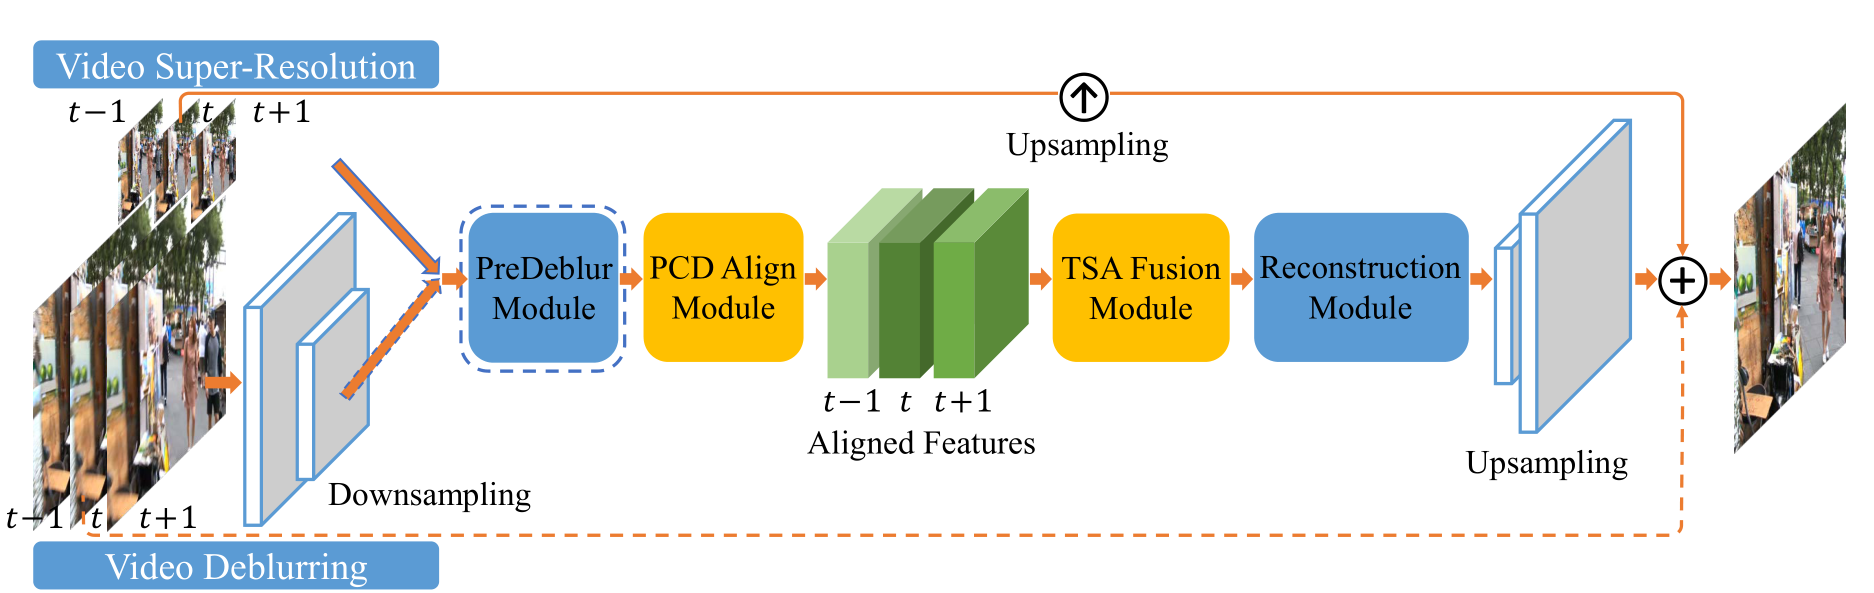 Video Super-Resolution
t−1 t t+1
Upsampling
PreDeblur
Module
PCD Align
Module
TSA Fusion
Module
Reconstruction
Module
t−1 t t+1
Aligned Features
Upsampling
Downsampling
t−1 t t+1
Video Deblurring